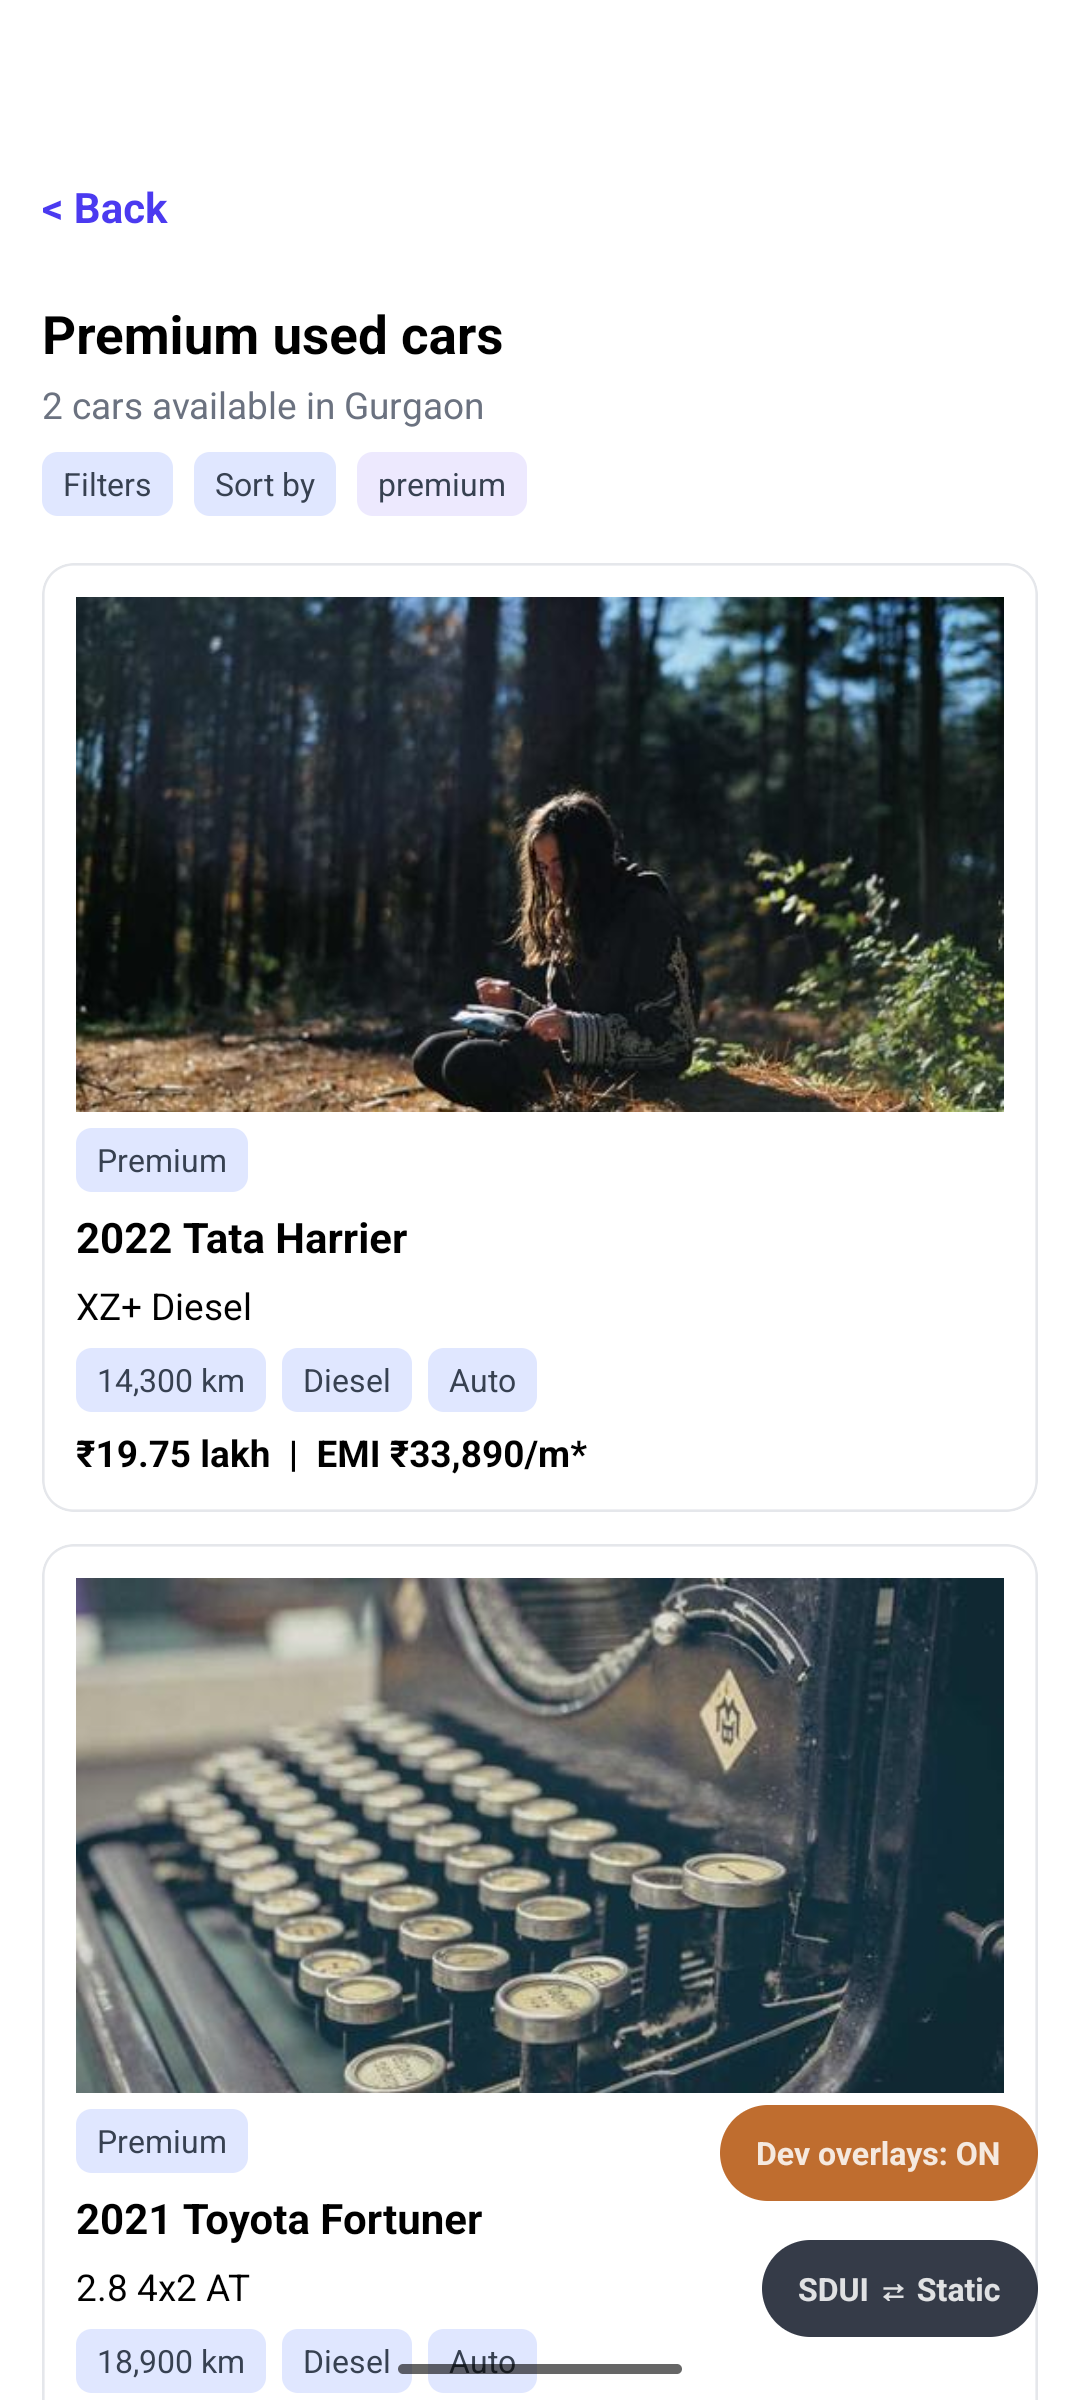 < Back
Premium used cars
2 cars available in Gurgaon
Filters Sort by premium
Premium
2022 Tata Harrier
XZ+ Diesel
14,300 km Diesel Auto
₹19.75 lakh | EMI ₹33,890/m*
Premium
Dev overlays: ON
2021 Toyota Fortuner
2.8 4x2 AT
SDUI ⇄ Static
18,900 km Diesel Auto